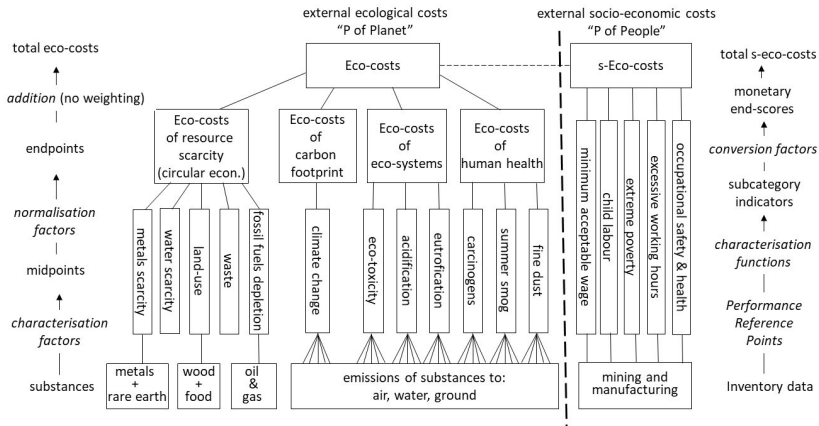 external ecological costs
“P of Planet”
external socio-economic costs
“P of People”
total eco-costs
addition (no weighting)
endpoints
normalisation
factors
midpoints
characterisation
factors
substances
Eco-costs
s-Eco-costs
Eco-costs
of resource
scarcity
(circular econ.)
Eco-costs
of
carbon
footprint
Eco-costs
of
eco-systems
Eco-costs
of
human health
metals scarcity
water scarcity
land-use
waste
fossil fuels depletion
climate change
eco-toxicity
acidification
eutrofication
carcinogens
summer smog
fine dust
minimum acceptable wage
child labour
extreme poverty
excessive working hours
occupational safety & health
metals
+
rare earth
wood
+
food
oil
&
gas
emissions of substances to:
air, water, ground
mining and
manufacturing
total s-eco-costs
monetary
end-scores
conversion factors
subcategory
indicators
characterisation
functions
Performance
Reference
Points
Inventory data